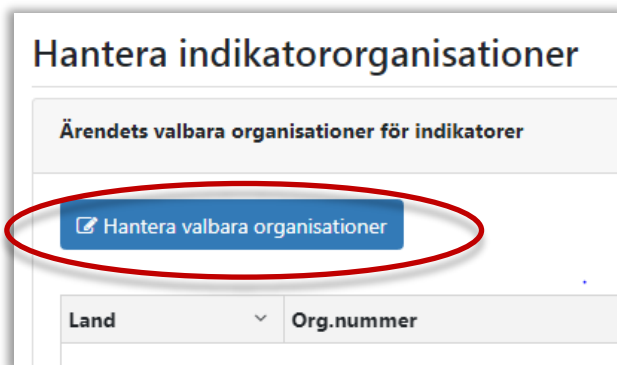 Hantera indikatororganisationer
Ärendets valbara organisationer för indikatorer
Hantera valbara organisationer
Land Org.nummer